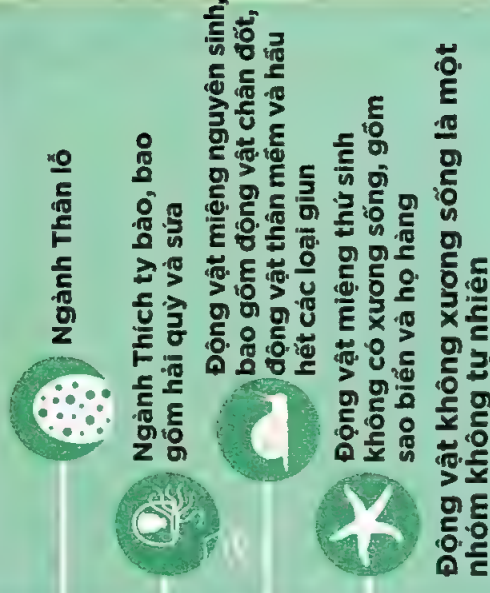 Ngành Thân lỗ
Ngành Thích ty bào, bao
gồm hải quỳ và sứa
Động vật miệng nguyên sinh,
bao gồm động vật chân đốt,
động vật thân mềm và hầu
hết các loại giun
Động vật miệng thứ sinh
không có xương sống, gồm
sao biển và họ hàng
Động vật không xương sống là một
nhóm không tự nhiên